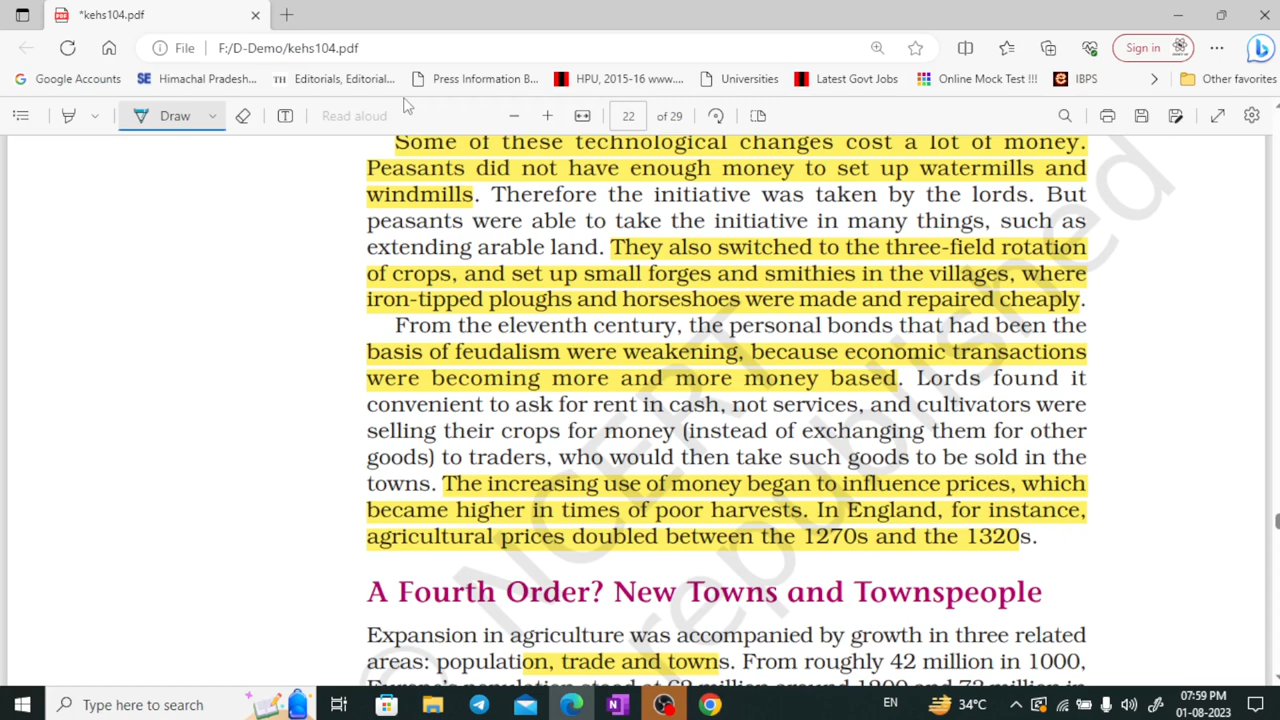 *kehs104.pdf
File F:/D-Demo/kehs104.pdf Sign in
Google Accounts SE Himachal Pradesh... TH Editorials, Editorial... Press Information B... HPU, 2015-16 www.... Universities Latest Govt Jobs Online Mock Test !!! IBPS Other favorites
Draw Read aloud 22 of 29
Some of these technological changes cost a lot of money.
Peasants did not have enough money to set up watermills and
windmills. Therefore the initiative was taken by the lords. But
peasants were able to take the initiative in many things, such as
extending arable land. They also switched to the three-field rotation
of crops, and set up small forges and smithies in the villages, where
iron-tipped ploughs and horseshoes were made and repaired cheaply.
From the eleventh century, the personal bonds that had been the
basis of feudalism were weakening, because economic transactions
were becoming more and more money based. Lords found it
convenient to ask for rent in cash, not services, and cultivators were
selling their crops for money (instead of exchanging them for other
goods) to traders, who would then take such goods to be sold in the
towns. The increasing use of money began to influence prices, which
became higher in times of poor harvests. In England, for instance,
agricultural prices doubled between the 1270s and the 1320s.
A Fourth Order? New Towns and Townspeople
Expansion in agriculture was accompanied by growth in three related
areas: population, trade and towns. From roughly 42 million in 1000,
© NCERT
republished
Type here to search EN 34°C 07:59 PM
01-08-2023